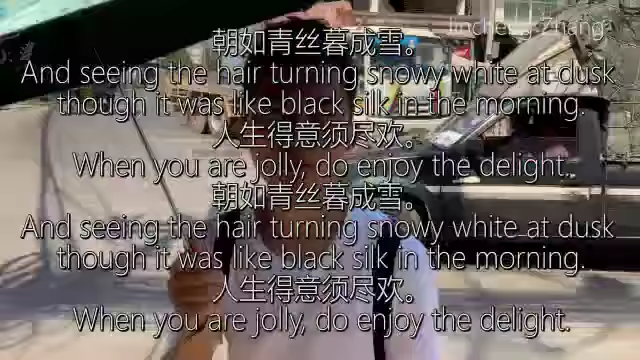 jincheng Zhang
朝如青丝暮成雪。
And seeing the hair turning snowy white at dusk
though it was like black silk in the morning.
人生得意须尽欢。
When you are jolly, do enjoy the delight.
朝如青丝暮成雪。
And seeing the hair turning snowy white at dusk
though it was like black silk in the morning.
人生得意须尽欢。
When you are jolly, do enjoy the delight.